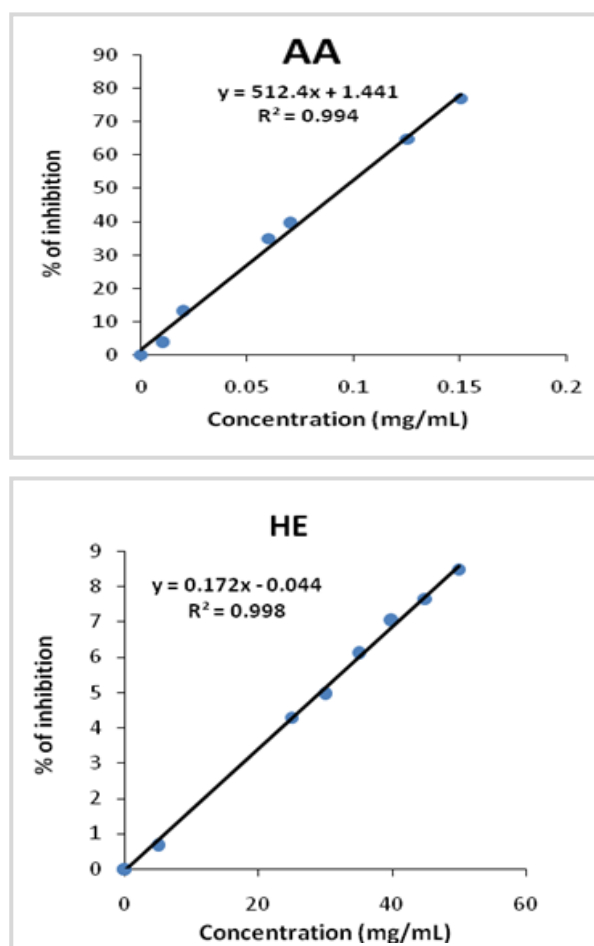 AA
y = 512.4x + 1.441
R² = 0.994
% of inhibition
90
80
70
60
50
40
30
20
10
0
0 0.05 0.1 0.15 0.2
Concentration (mg/mL)
HE
y = 0.172x - 0.044
R² = 0.998
% of inhibition
9
8
7
6
5
4
3
2
1
0
0 20 40 60
Concentration (mg/mL)